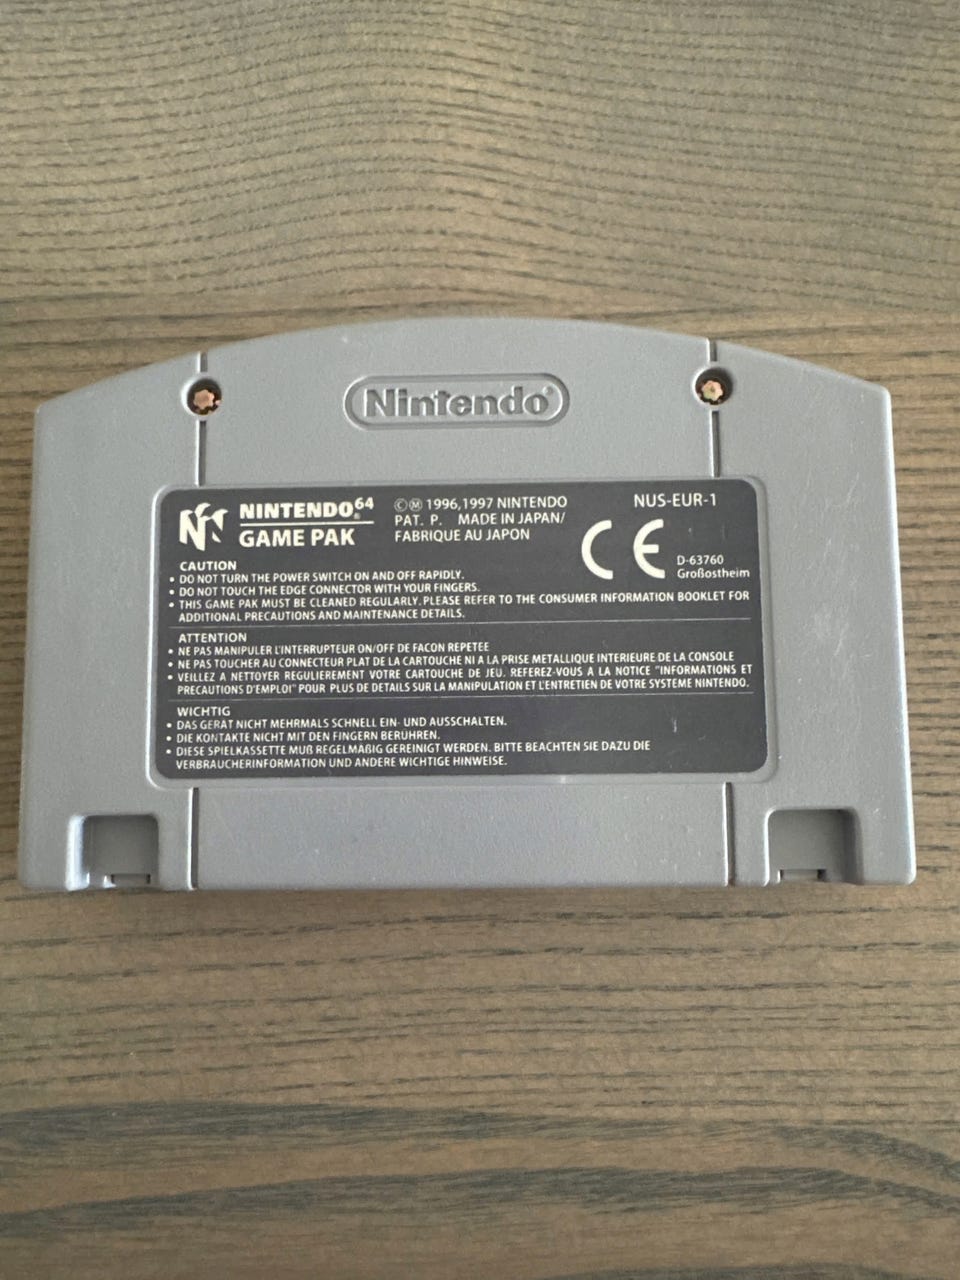 Nintendo®
NINTENDO⁶⁴®
GAME PAK
©Ⓜ 1996,1997 NINTENDO
PAT. P. MADE IN JAPAN/
FABRIQUE AU JAPON
NUS-EUR-1
CE
D-63760
Großostheim
CAUTION
• DO NOT TURN THE POWER SWITCH ON AND OFF RAPIDLY.
• DO NOT TOUCH THE EDGE CONNECTOR WITH YOUR FINGERS.
• THIS GAME PAK MUST BE CLEANED REGULARLY. PLEASE REFER TO THE CONSUMER INFORMATION BOOKLET FOR
ADDITIONAL PRECAUTIONS AND MAINTENANCE DETAILS.
ATTENTION
• NE PAS MANIPULER L'INTERRUPTEUR ON/OFF DE FACON REPETEE
• NE PAS TOUCHER AU CONNECTEUR PLAT DE LA CARTOUCHE NI A LA PRISE METALLIQUE INTERIEURE DE LA CONSOLE
• VEILLEZ A NETTOYER REGULIEREMENT VOTRE CARTOUCHE DE JEU. REFEREZ-VOUS A LA NOTICE "INFORMATIONS ET
PRECAUTIONS D'EMPLOI" POUR PLUS DE DETAILS SUR LA MANIPULATION ET L'ENTRETIEN DE VOTRE SYSTEME NINTENDO.
WICHTIG
• DAS GERÄT NICHT MEHRMALS SCHNELL EIN- UND AUSSCHALTEN.
• DIE KONTAKTE NICHT MIT DEN FINGERN BERÜHREN.
• DIESE SPIELKASSETTE MUß REGELMÄßIG GEREINIGT WERDEN. BITTE BEACHTEN SIE DAZU DIE
VERBRAUCHERINFORMATION UND ANDERE WICHTIGE HINWEISE.